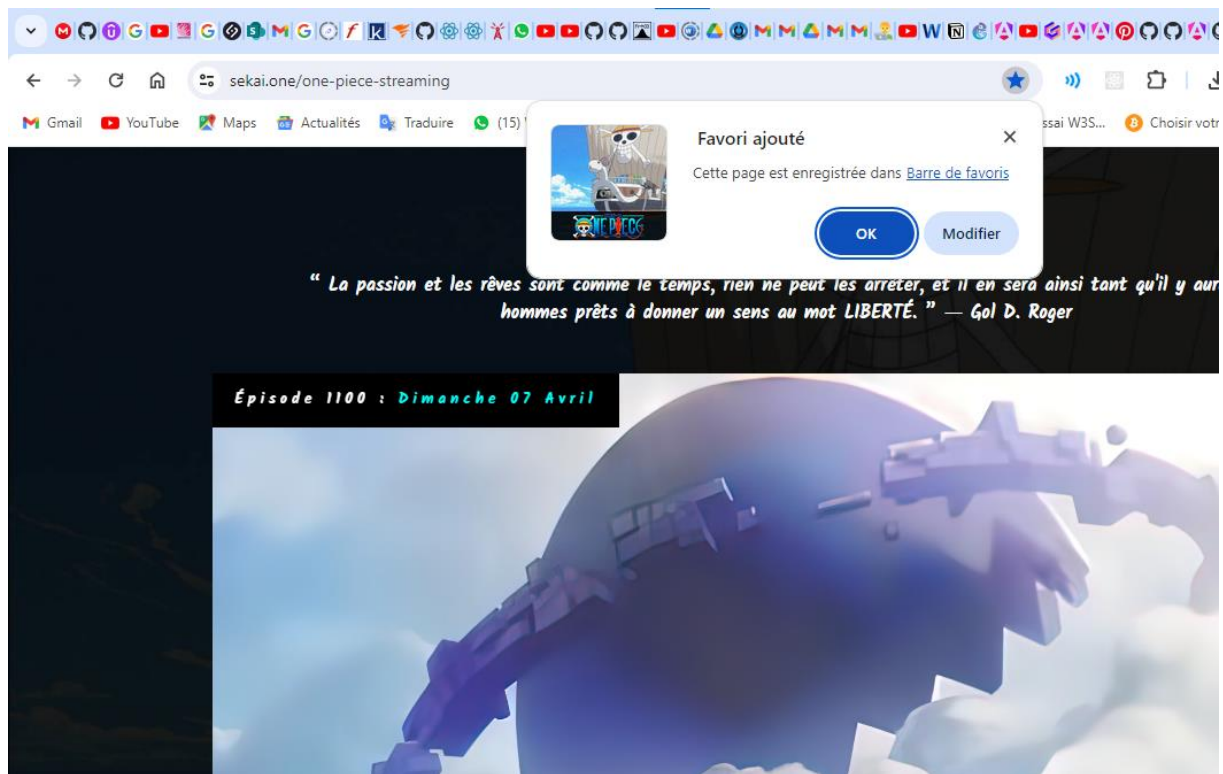 sekai.one/one-piece-streaming
Gmail YouTube Maps Actualités Traduire (15) ssai W3S... Choisir votr
Favori ajouté
Cette page est enregistrée dans Barre de favoris
OK Modifier
ONE PIECE
“ La passion et les rêves sont comme le temps, rien ne peut les arrêter, et il en sera ainsi tant qu'il y aur
hommes prêts à donner un sens au mot LIBERTÉ. ” — Gol D. Roger
Épisode 1100 : Dimanche 07 Avril